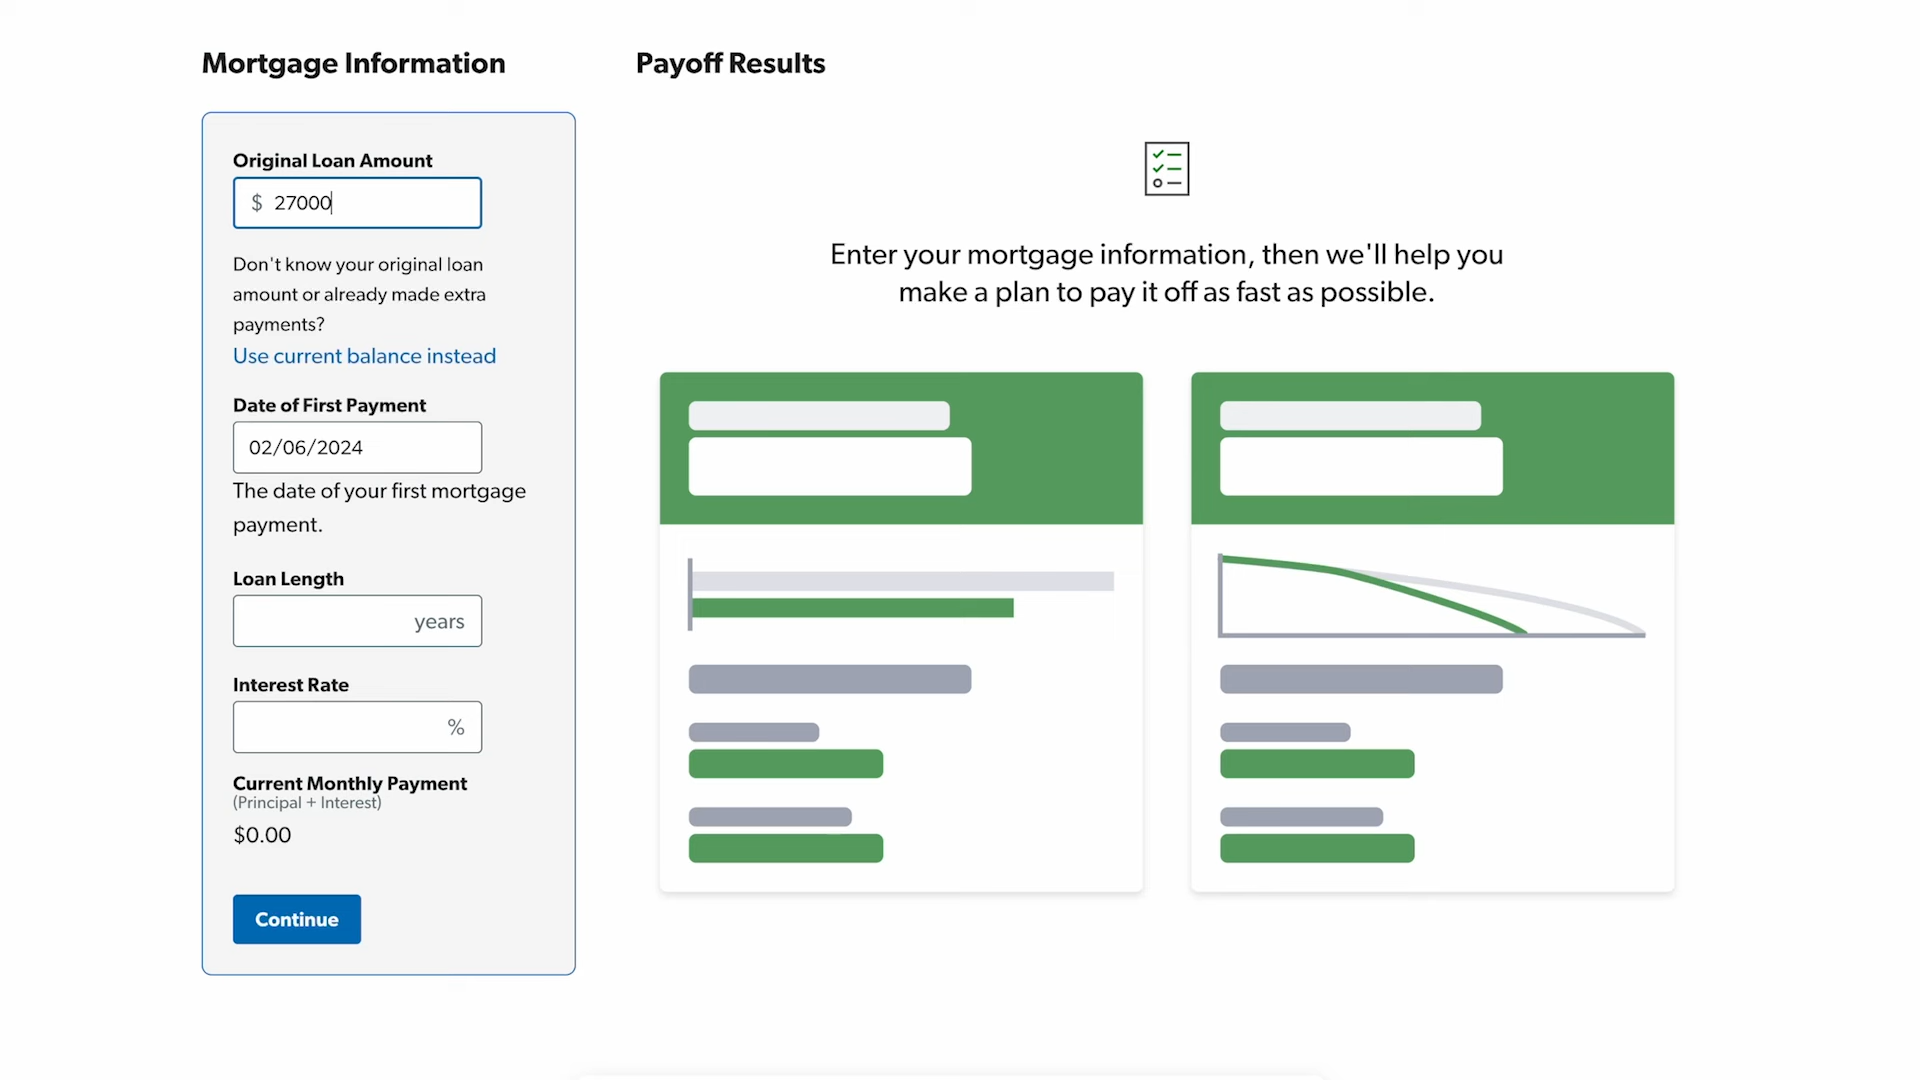 Mortgage Information
Original Loan Amount
$ 27000
Don't know your original loan
amount or already made extra
payments?
Use current balance instead
Date of First Payment
02/06/2024
The date of your first mortgage
payment.
Loan Length
years
Interest Rate
%
Current Monthly Payment
(Principal + Interest)
$0.00
Continue
Payoff Results
Enter your mortgage information, then we'll help you
make a plan to pay it off as fast as possible.